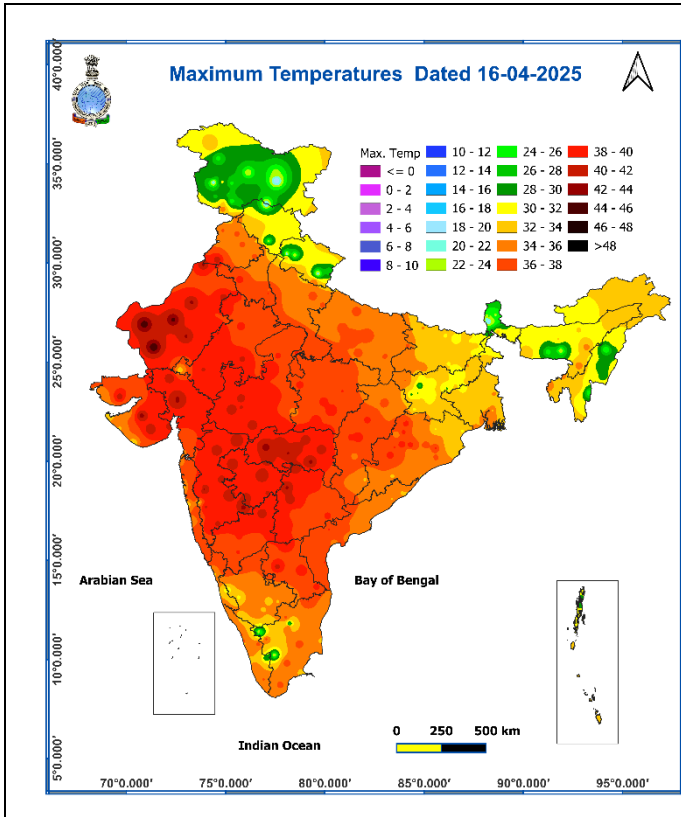 Maximum Temperatures Dated 16-04-2025
Max. Temp
<= 0
0 - 2
2 - 4
4 - 6
6 - 8
8 - 10
10 - 12
12 - 14
14 - 16
16 - 18
18 - 20
20 - 22
22 - 24
24 - 26
26 - 28
28 - 30
30 - 32
32 - 34
34 - 36
36 - 38
38 - 40
40 - 42
42 - 44
44 - 46
46 - 48
>48
40°0.000'
35°0.000'
30°0.000'
25°0.000'
20°0.000'
15°0.000'
10°0.000'
5°0.000'
Arabian Sea
Bay of Bengal
Indian Ocean
0 250 500 km
70°0.000' 75°0.000' 80°0.000' 85°0.000' 90°0.000' 95°0.000'